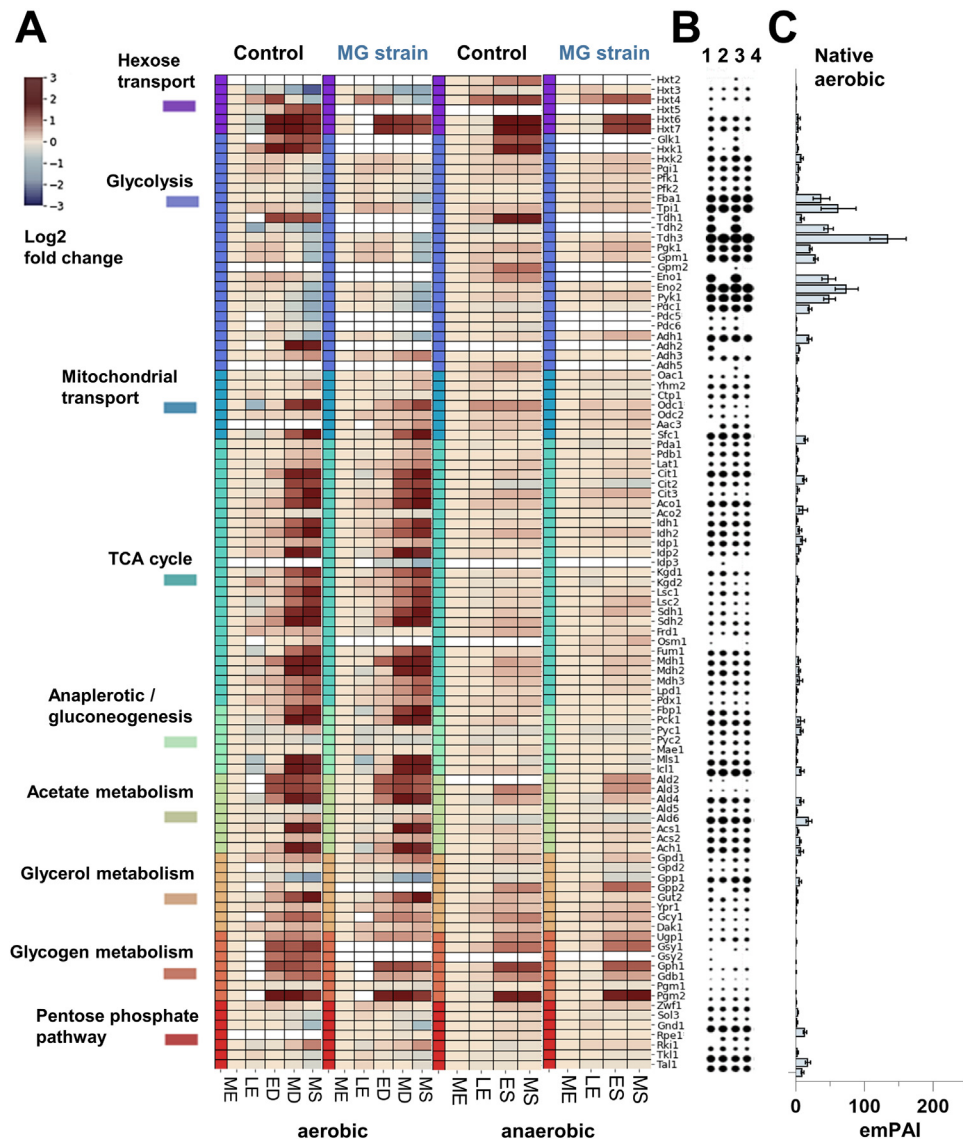 A
B
C
Control
MG strain
Control
MG strain
1 2 3 4
Native
aerobic
Hexose
transport
Glycolysis
Mitochondrial
transport
TCA cycle
Anaplerotic /
gluconeogenesis
Acetate metabolism
Glycerol metabolism
Glycogen metabolism
Pentose phosphate
pathway
3
2
1
0
−1
−2
−3
Log2
fold change
Hxt2
Hxt3
Hxt4
Hxt5
Hxt6
Hxt7
Glk1
Hxk1
Hxk2
Pgi1
Pfk1
Pfk2
Fba1
Tpi1
Tdh1
Tdh2
Tdh3
Pgk1
Gpm1
Gpm2
Eno1
Eno2
Pyk1
Pdc1
Pdc5
Pdc6
Adh1
Adh2
Adh3
Adh5
Oac1
Yhm2
Ctp1
Odc1
Odc2
Aac3
Sfc1
Pda1
Pdb1
Lat1
Cit1
Cit2
Cit3
Aco1
Aco2
Idh1
Idh2
Idp1
Idp2
Idp3
Kgd1
Kgd2
Lsc1
Lsc2
Sdh1
Sdh2
Frd1
Osm1
Fum1
Mdh1
Mdh2
Mdh3
Lpd1
Pdx1
Fbp1
Pck1
Pyc1
Pyc2
Mae1
Mls1
Icl1
Ald2
Ald3
Ald4
Ald5
Ald6
Acs1
Acs2
Ach1
Gpd1
Gpd2
Gpp1
Gpp2
Gut2
Ypr1
Gcy1
Dak1
Ugp1
Gsy1
Gsy2
Gph1
Gdb1
Pgm1
Pgm2
Zwf1
Sol3
Gnd1
Rpe1
Rki1
Tkl1
Tal1
ME LE ED MD MS ME LE ED MD MS ME LE ES MS ME LE ES MS
aerobic
anaerobic
0 100 200
emPAI